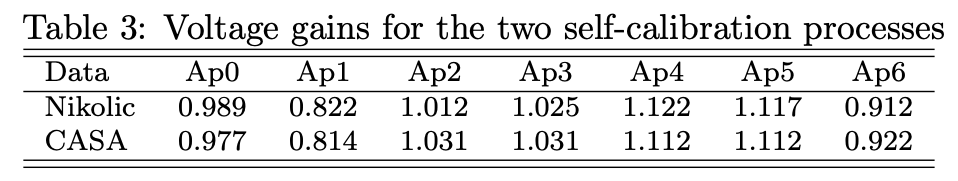 Table 3: Voltage gains for the two self-calibration processes
Data Ap0 Ap1 Ap2 Ap3 Ap4 Ap5 Ap6
Nikolic 0.989 0.822 1.012 1.025 1.122 1.117 0.912
CASA 0.977 0.814 1.031 1.031 1.112 1.112 0.922